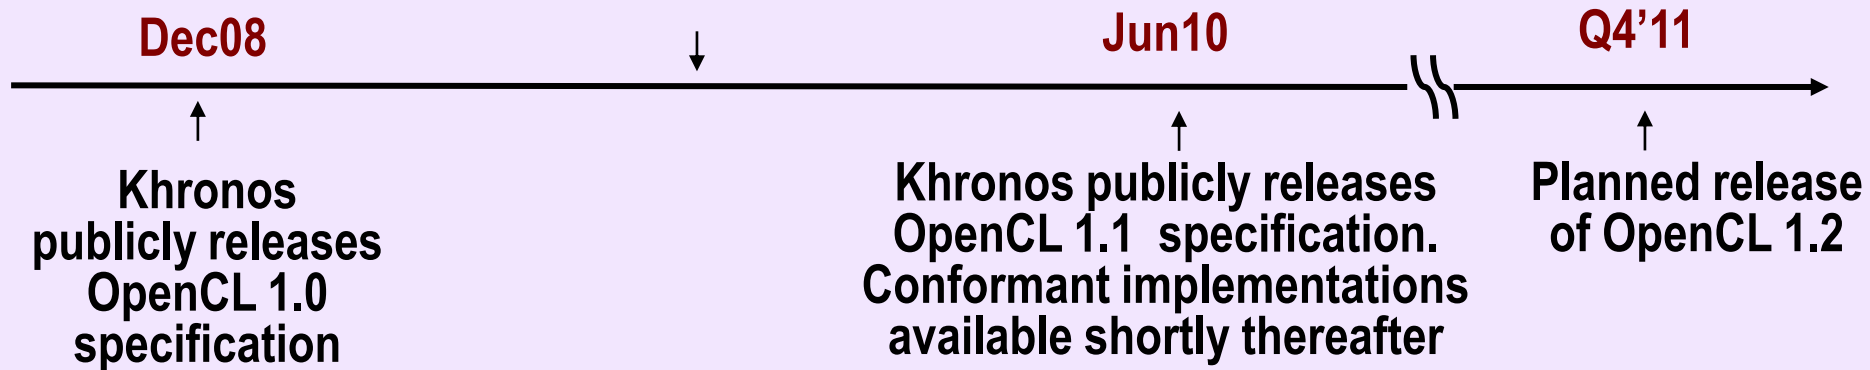 Dec08
Jun10
Q4’11
Khronos
publicly releases
OpenCL 1.0
specification
Khronos publicly releases
OpenCL 1.1 specification.
Conformant implementations
available shortly thereafter
Planned release
of OpenCL 1.2